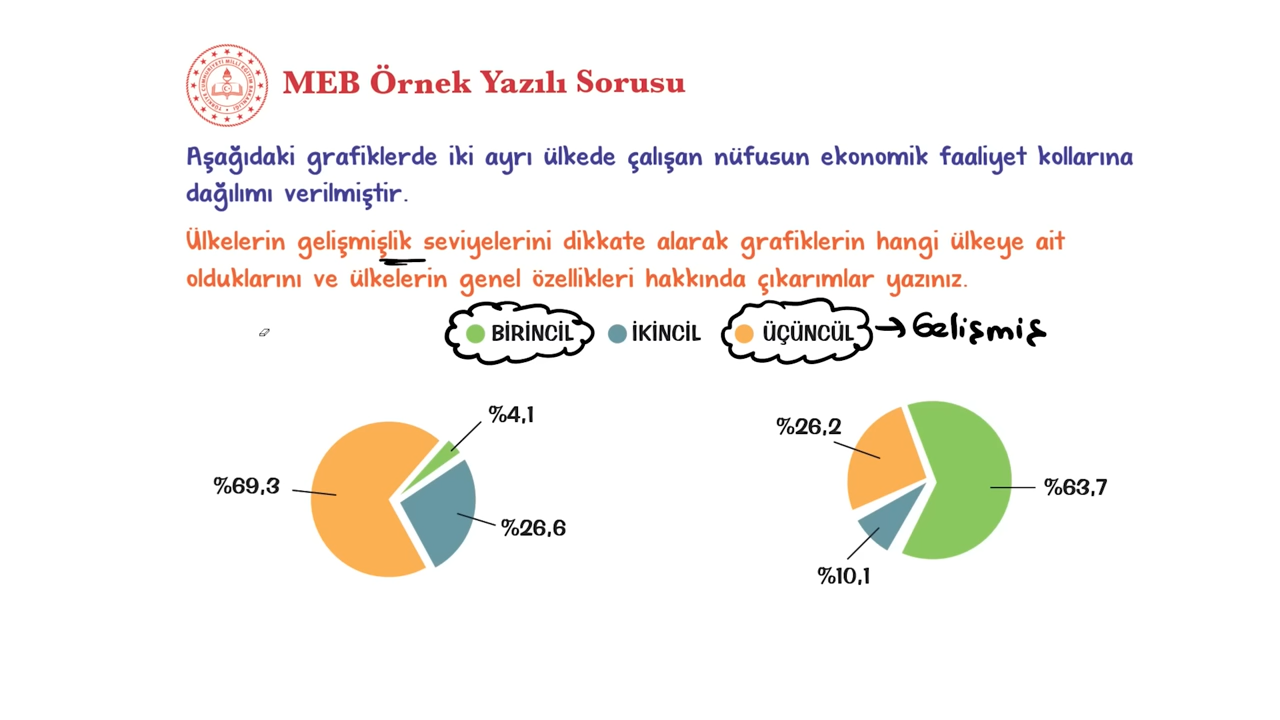 MEB Örnek Yazılı Sorusu
Aşağıdaki grafiklerde iki ayrı ülkede çalışan nüfusun ekonomik faaliyet kollarına
dağılımı verilmiştir.
Ülkelerin gelişmişlik seviyelerini dikkate alarak grafiklerin hangi ülkeye ait
olduklarını ve ülkelerin genel özellikleri hakkında çıkarımlar yazınız.
BİRİNCİL İKİNCİL ÜÇÜNCÜL → Gelişmiş
%4,1
%69,3
%26,6
%26,2
%63,7
%10,1